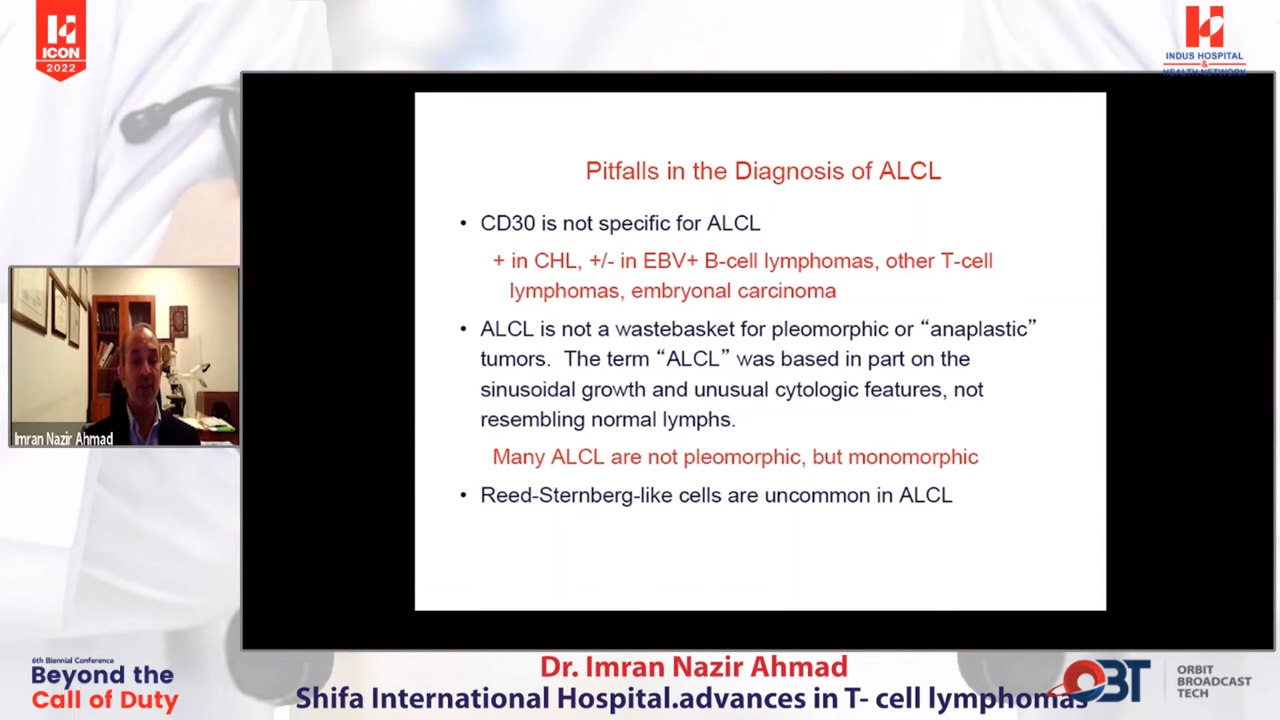 ICON
2022
INDUS HOSPITAL
&
HEALTH NETWORK
Pitfalls in the Diagnosis of ALCL
• CD30 is not specific for ALCL
+ in CHL, +/- in EBV+ B-cell lymphomas, other T-cell
lymphomas, embryonal carcinoma
• ALCL is not a wastebasket for pleomorphic or “anaplastic”
tumors. The term “ALCL” was based in part on the
sinusoidal growth and unusual cytologic features, not
resembling normal lymphs.
Many ALCL are not pleomorphic, but monomorphic
• Reed-Sternberg-like cells are uncommon in ALCL
Imran Nazir Ahmad
6th Biennial Conference
Beyond the
Call of Duty
Dr. Imran Nazir Ahmad
Shifa International Hospital.advances in T- cell lymphomas
OBT
ORBIT
BROADCAST
TECH